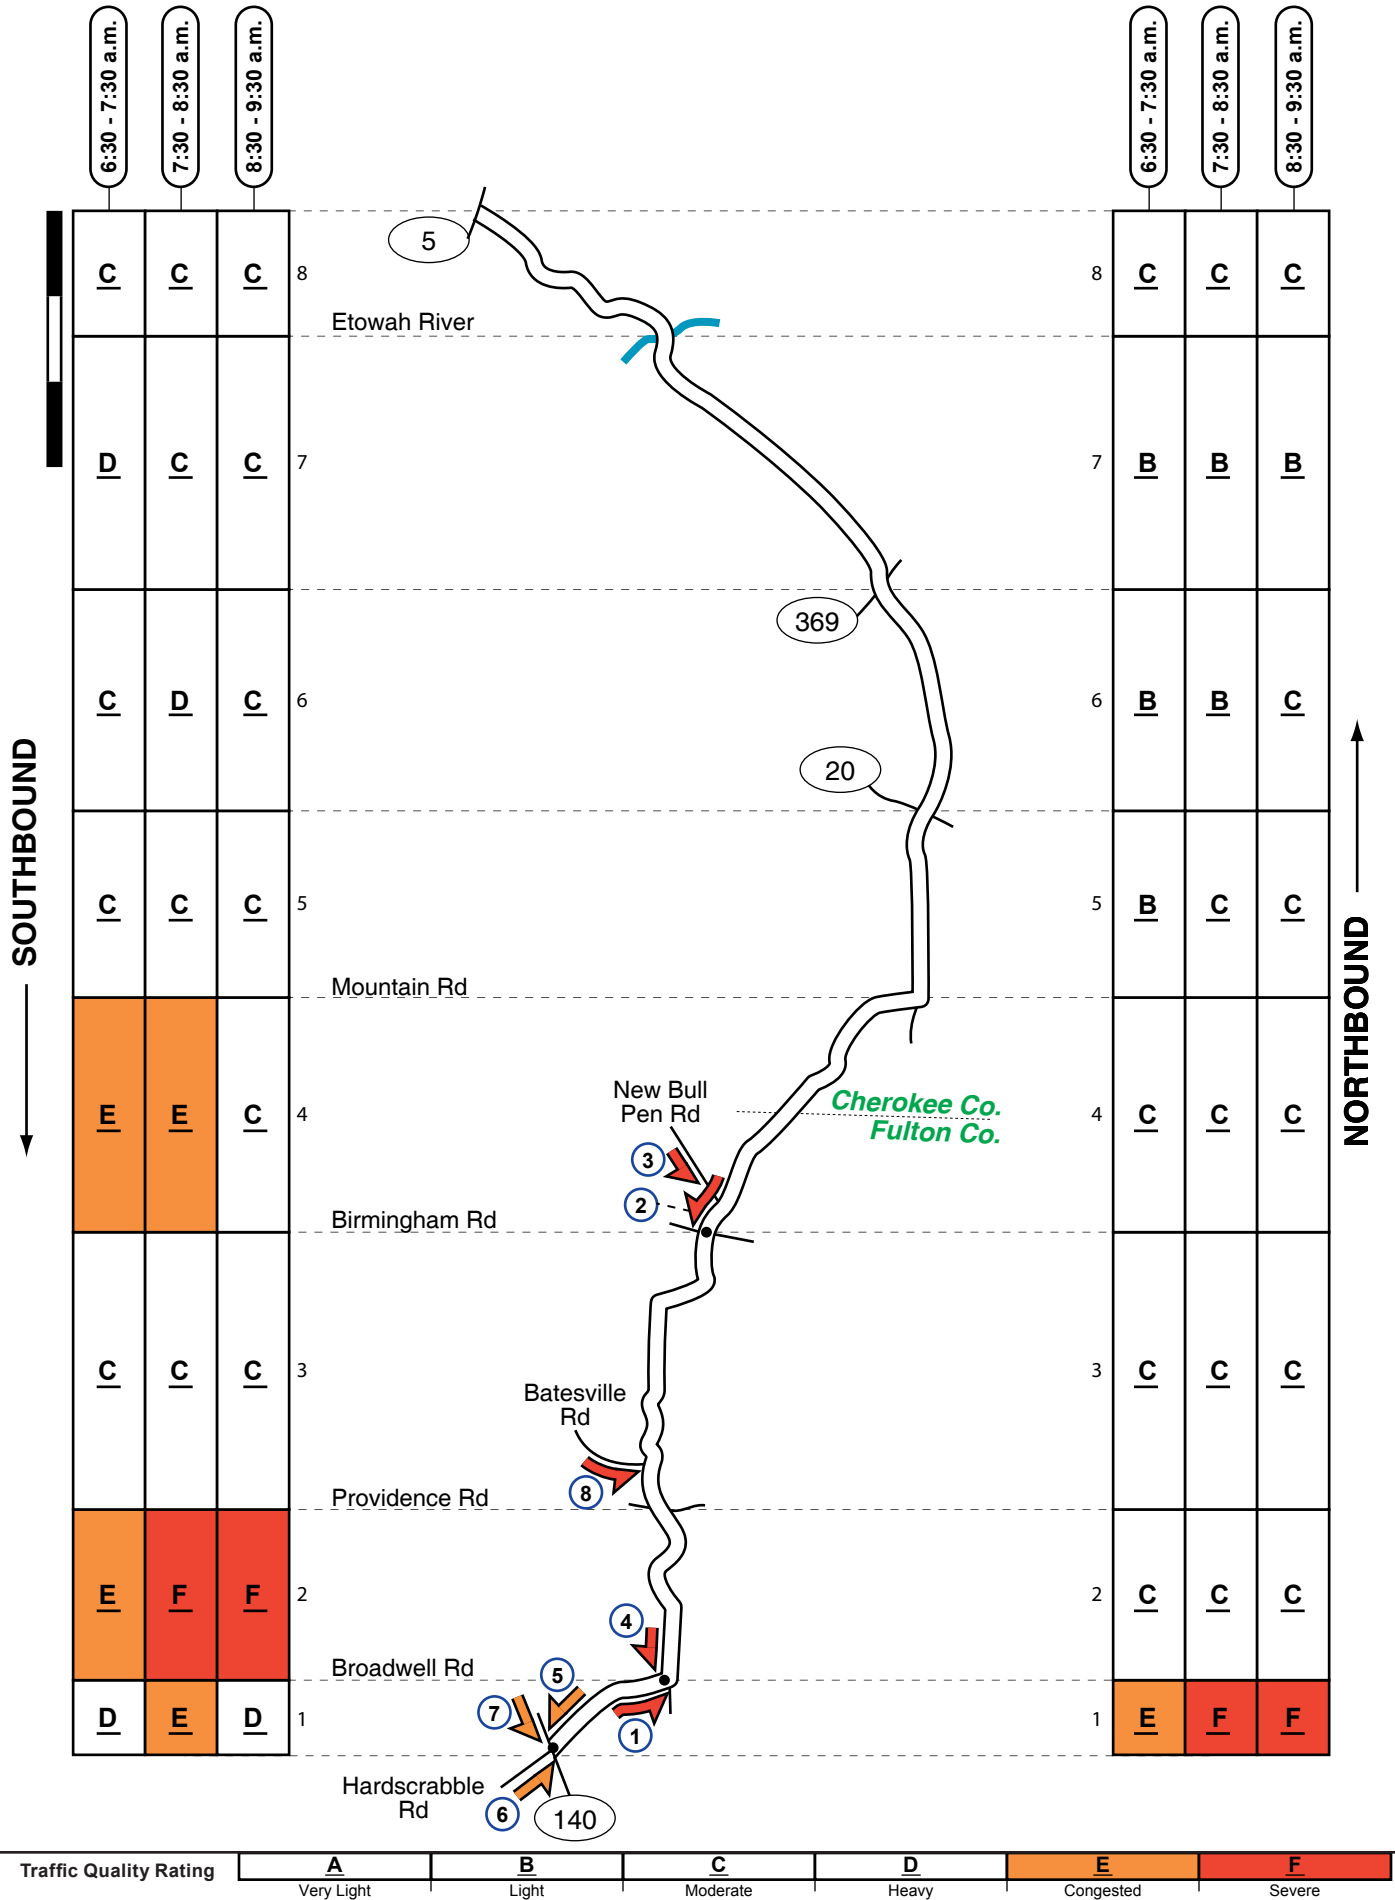 6:30 - 7:30 a.m.
7:30 - 8:30 a.m.
8:30 - 9:30 a.m.
6:30 - 7:30 a.m.
7:30 - 8:30 a.m.
8:30 - 9:30 a.m.
5
C C C 8
8 C C C
Etowah River
D C C 7
7 B B B
369
C D C 6
6 B B C
20
SOUTHBOUND
NORTHBOUND
C C C 5
5 B C C
Mountain Rd
New Bull
Pen Rd
Cherokee Co.
Fulton Co.
E E C 4
4 C C C
3
2
Birmingham Rd
C C C 3
3 C C C
Batesville
Rd
8
Providence Rd
E F F 2
2 C C C
4
Broadwell Rd
5
7
1
D E D 1
1 E F F
Hardscrabble
Rd
6
140
Traffic Quality Rating
A B C D E F
Very Light Light Moderate Heavy Congested Severe